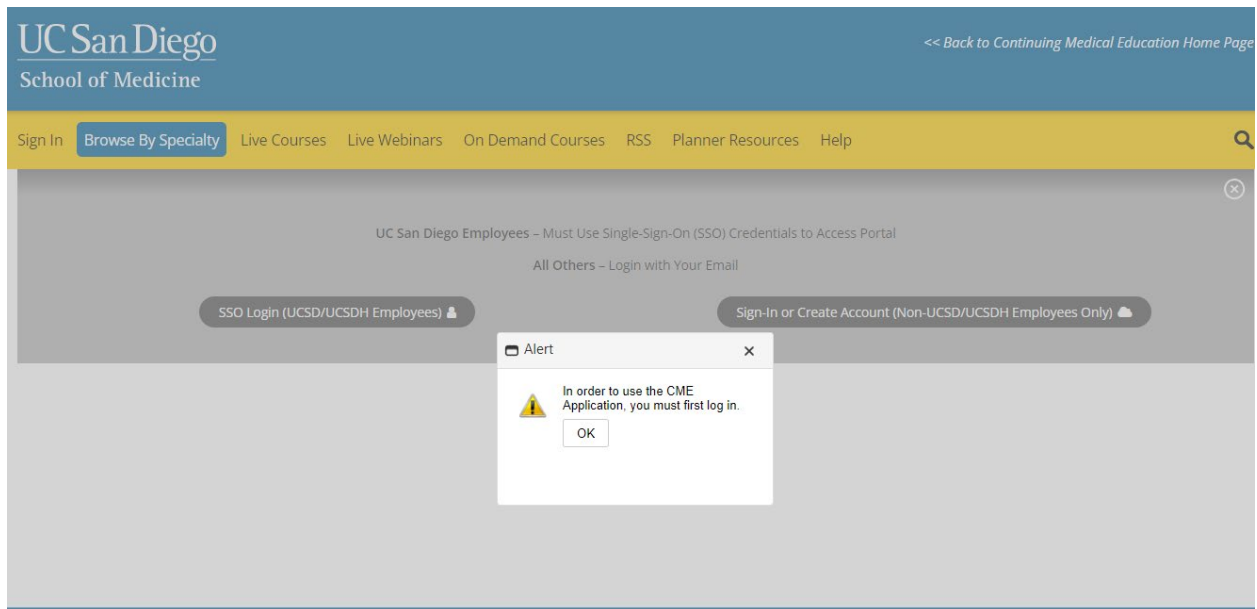 UC San Diego
School of Medicine
<< Back to Continuing Medical Education Home Page
Sign In Browse By Specialty Live Courses Live Webinars On Demand Courses RSS Planner Resources Help
UC San Diego Employees – Must Use Single-Sign-On (SSO) Credentials to Access Portal
All Others – Login with Your Email
SSO Login (UCSD/UCSDH Employees)
Sign-In or Create Account (Non-UCSD/UCSDH Employees Only)
Alert
In order to use the CME
Application, you must first log in.
OK